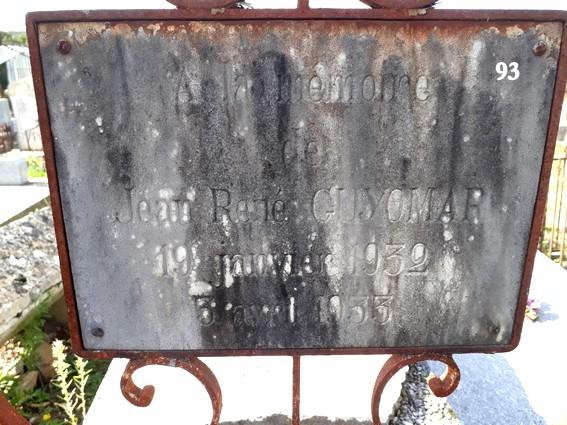 93
A la mémoire
de
Jean René GUYOMAR
19 janvier 1932
3 avril 1933